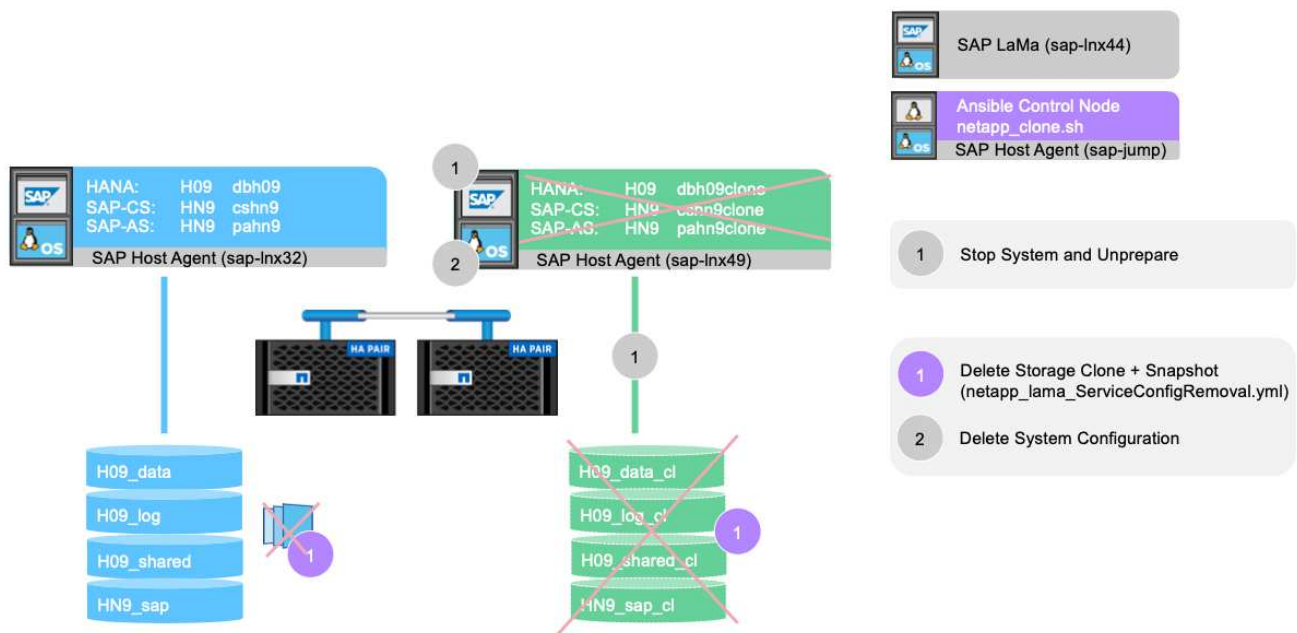 SAP
OS
SAP LaMa (sap-lnx44)
OS
Ansible Control Node
netapp_clone.sh
SAP Host Agent (sap-jump)
SAP
OS
HANA: H09 dbh09
SAP-CS: HN9 cshn9
SAP-AS: HN9 pahn9
SAP Host Agent (sap-lnx32)
1
2
SAP
OS
HANA: H09 dbh09clone
SAP-CS: HN9 cshn9clone
SAP-AS: HN9 pahn9clone
SAP Host Agent (sap-lnx49)
1 Stop System and Unprepare
HA PAIR
HA PAIR
1
1 Delete Storage Clone + Snapshot
(netapp_lama_ServiceConfigRemoval.yml)
2 Delete System Configuration
H09_data
H09_log
H09_shared
HN9_sap
1
H09_data_cl
H09_log_cl
H09_shared_cl
HN9_sap_cl
1